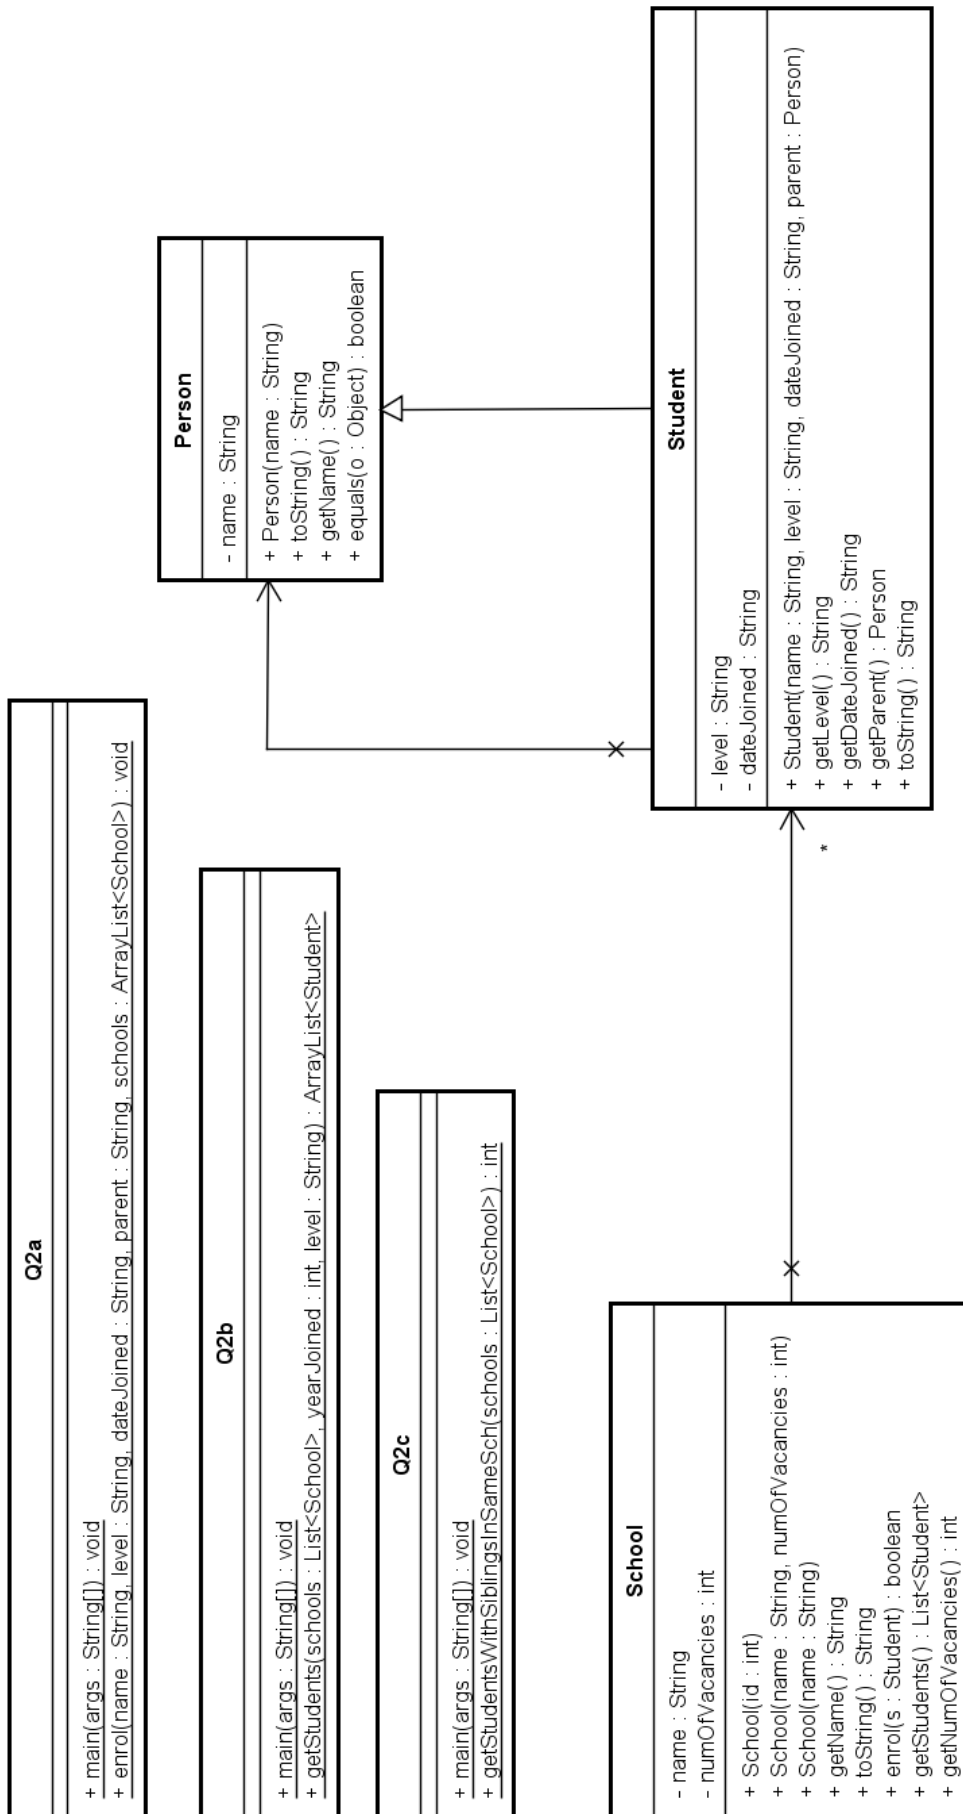 Q2a
+ main(args : String[]) : void
+ enrol(name : String, level : String, dateJoined : String, parent : String, schools : ArrayList<School>) : void
Q2b
+ main(args : String[]) : void
+ getStudents(schools : List<School>, yearJoined : int, level : String) : ArrayList<Student>
Q2c
+ main(args : String[]) : void
+ getStudentsWithSiblingsInSameSch(schools : List<School>) : int
Person
- name : String
+ Person(name : String)
+ toString() : String
+ getName() : String
+ equals(o : Object) : boolean
School
- name : String
- numOfVacancies : int
+ School(id : int)
+ School(name : String, numOfVacancies : int)
+ School(name : String)
+ getName() : String
+ toString() : String
+ enrol(s : Student) : boolean
+ getStudents() : List<Student>
+ getNumOfVacancies() : int
*
Student
- level : String
- dateJoined : String
+ Student(name : String, level : String, dateJoined : String, parent : Person)
+ getLevel() : String
+ getDateJoined() : String
+ getParent() : Person
+ toString() : String